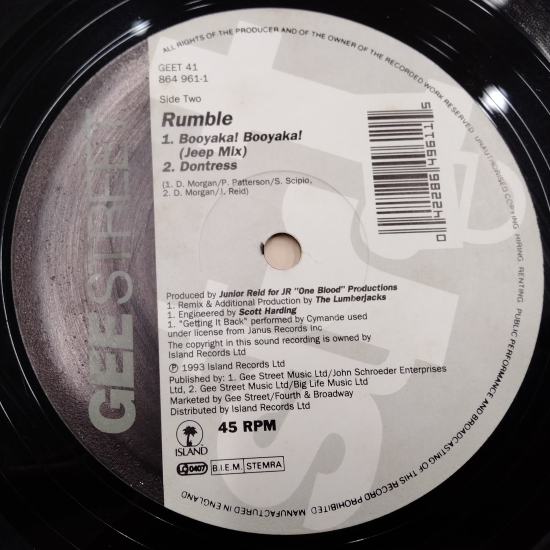 ALL RIGHTS OF THE PRODUCER AND OF THE OWNER OF THE RECORDED WORK RESERVED · UNAUTHORISED COPYING · HIRING · RENTING · PUBLIC PERFORMANCE AND BROADCASTING OF THIS RECORD PROHIBITED · MANUFACTURED IN ENGLAND
GEET 41
864 961-1
Side Two
Rumble
1. Booyaka! Booyaka!
(Jeep Mix)
2. Dontress
(1. D. Morgan/P. Patterson/S. Scipio,
2. D. Morgan/J. Reid)
GEE STREET
Produced by Junior Reid for JR "One Blood" Productions
1. Remix & Additional Production by The Lumberjacks
1. Engineered by Scott Harding
1. "Getting It Back" performed by Cymande used
under license from Janus Records Inc
The copyright in this sound recording is owned by
Island Records Ltd
℗ 1993 Island Records Ltd
Published by: 1. Gee Street Music Ltd/John Schroeder Enterprises
Ltd, 2. Gee Street Music Ltd/Big Life Music Ltd
Marketed by Gee Street/Fourth & Broadway
Distributed by Island Records Ltd
ISLAND
45 RPM
LC 0407
B.I.E.M. STEMRA